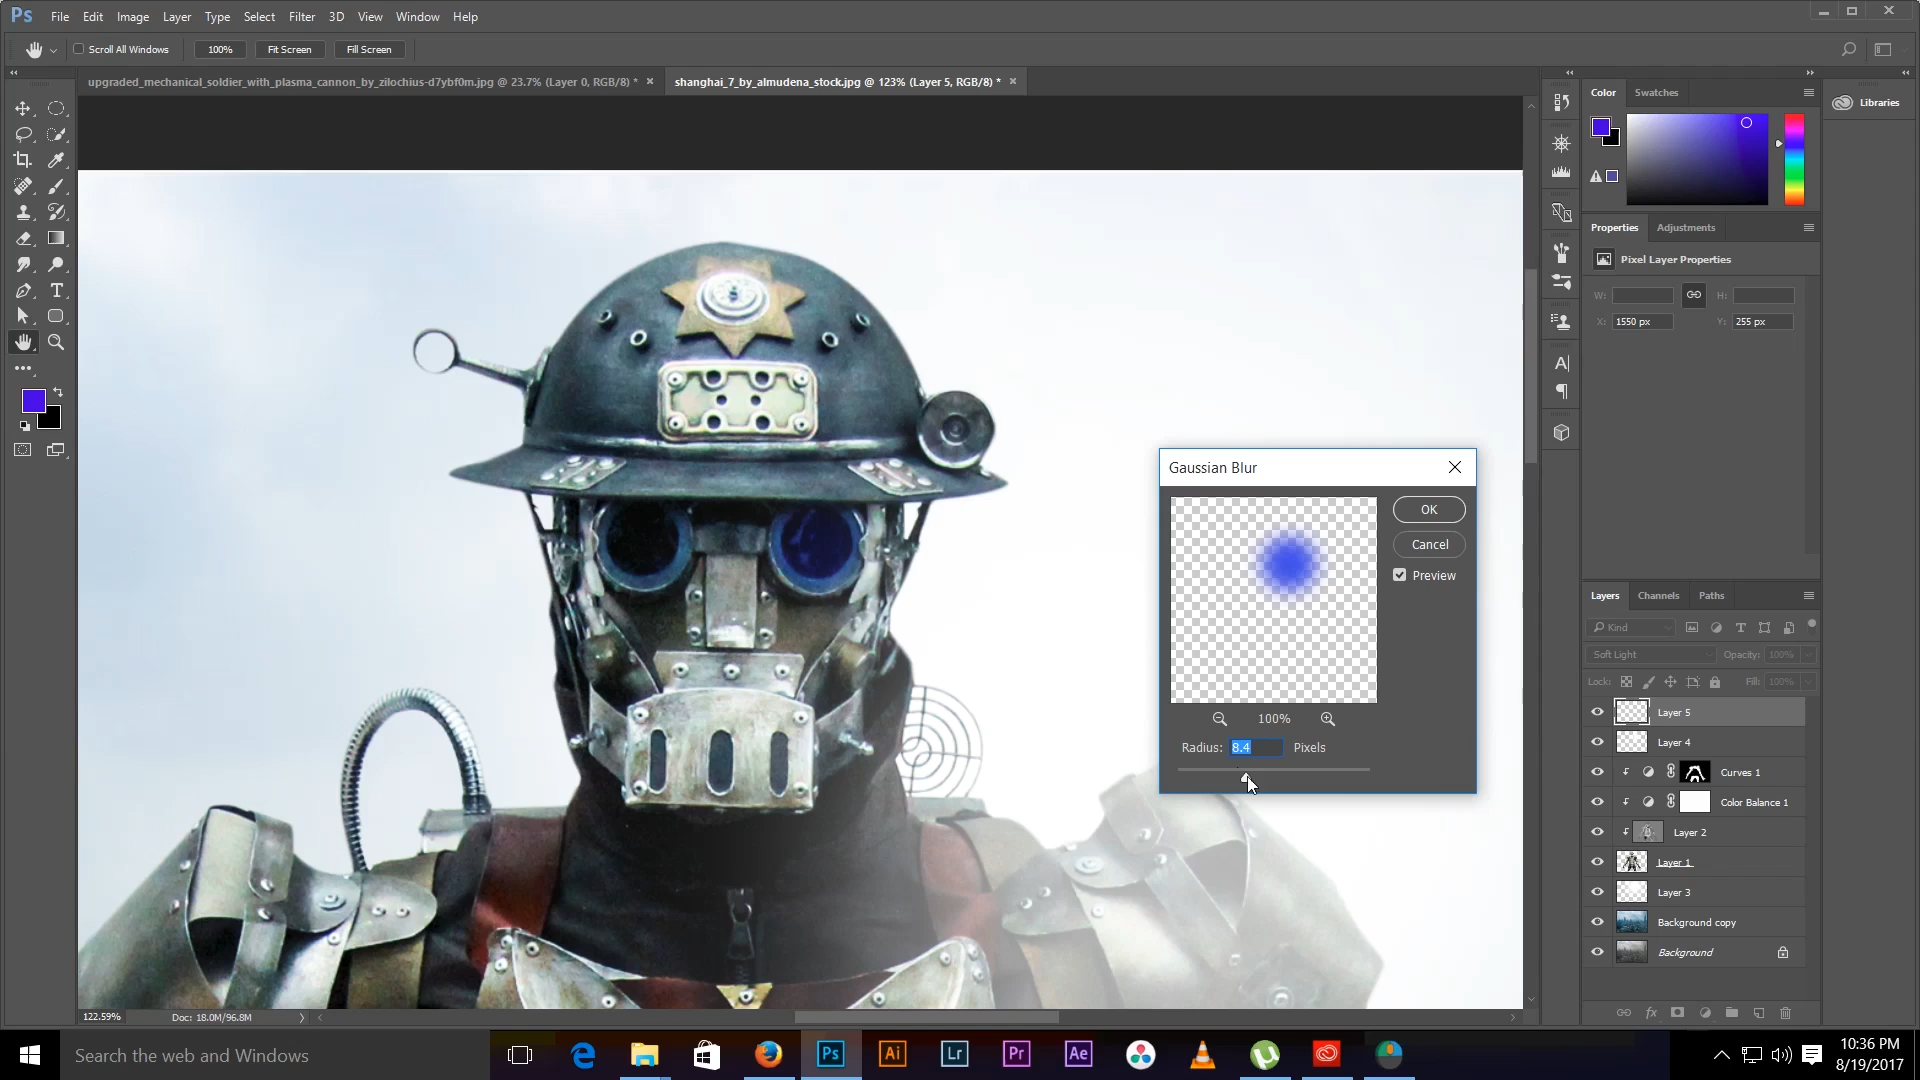 Ps File Edit Image Layer Type Select Filter 3D View Window Help
Scroll All Windows 100% Fit Screen Fill Screen
upgraded_mechanical_soldier_with_plasma_cannon_by_zilochius-d7ybf0m.jpg @ 23.7% (Layer 0, RGB/8) *
shanghai_7_by_almudena_stock.jpg @ 123% (Layer 5, RGB/8) *
Color Swatches
Libraries
Properties Adjustments
Pixel Layer Properties
W: H:
X: 1550 px Y: 255 px
Gaussian Blur
OK
Cancel
Preview
100%
Radius: 8.4 Pixels
Layers Channels Paths
Kind
Soft Light Opacity: 100%
Lock: Fill: 100%
Layer 5
Layer 4
Curves 1
Color Balance 1
Layer 2
Layer 1
Layer 3
Background copy
Background
122.59% Doc: 18.0M/96.8M
Search the web and Windows
Ps Ai Lr Pr Ae
10:36 PM
8/19/2017